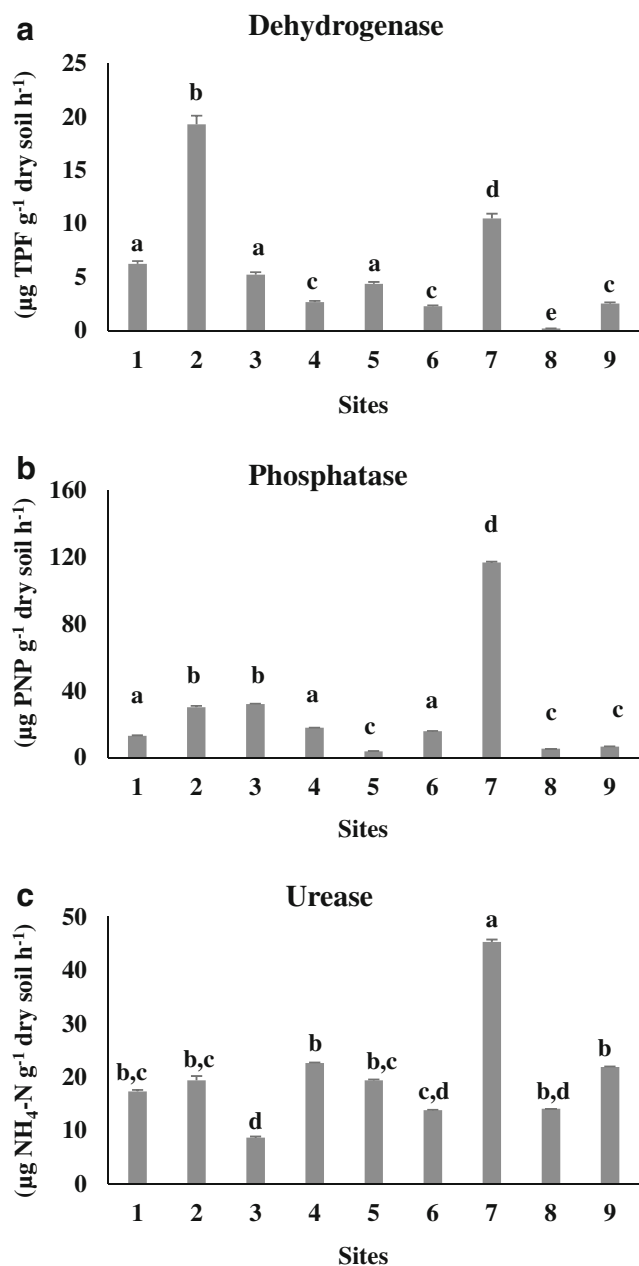 a
Dehydrogenase
(µg TPF g⁻¹ dry soil h⁻¹)
25
20
15
10
5
0
a
b
a
c
a
c
d
e
c
1 2 3 4 5 6 7 8 9
Sites
b
Phosphatase
(µg PNP g⁻¹ dry soil h⁻¹)
160
120
80
40
0
a
b
b
a
c
a
d
c
c
1 2 3 4 5 6 7 8 9
Sites
c
Urease
(µg NH₄-N g⁻¹ dry soil h⁻¹)
50
40
30
20
10
0
b,c
b,c
d
b
b,c
c,d
a
b,d
b
1 2 3 4 5 6 7 8 9
Sites